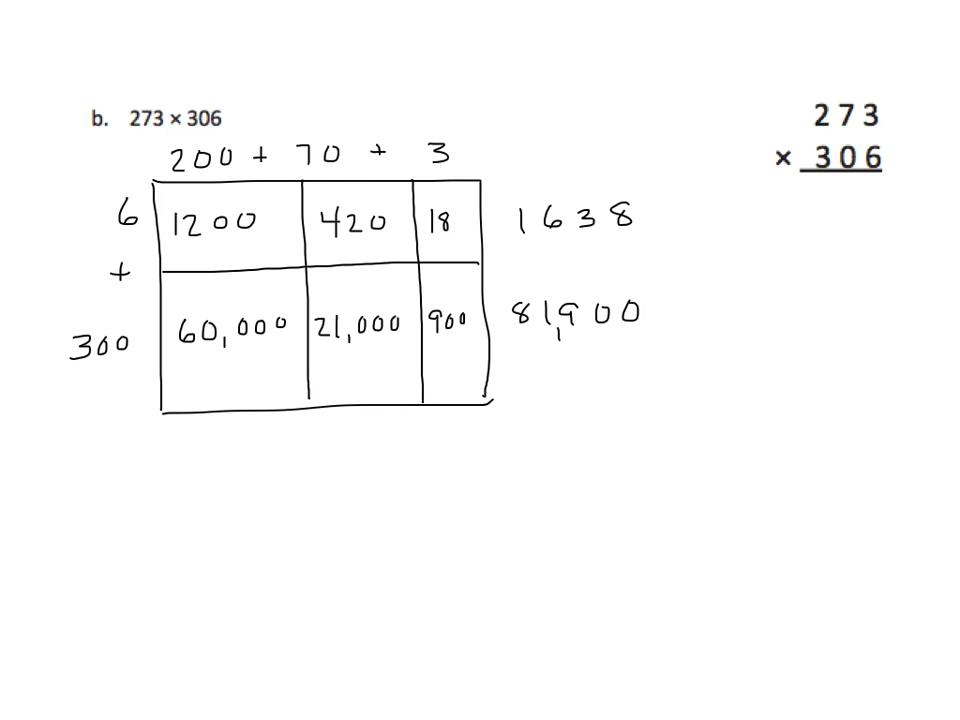 b. 273 × 306
273
× 306
200 + 70 + 3
6 1200 420 18 1638
+
300 60,000 21,000 900 81,900